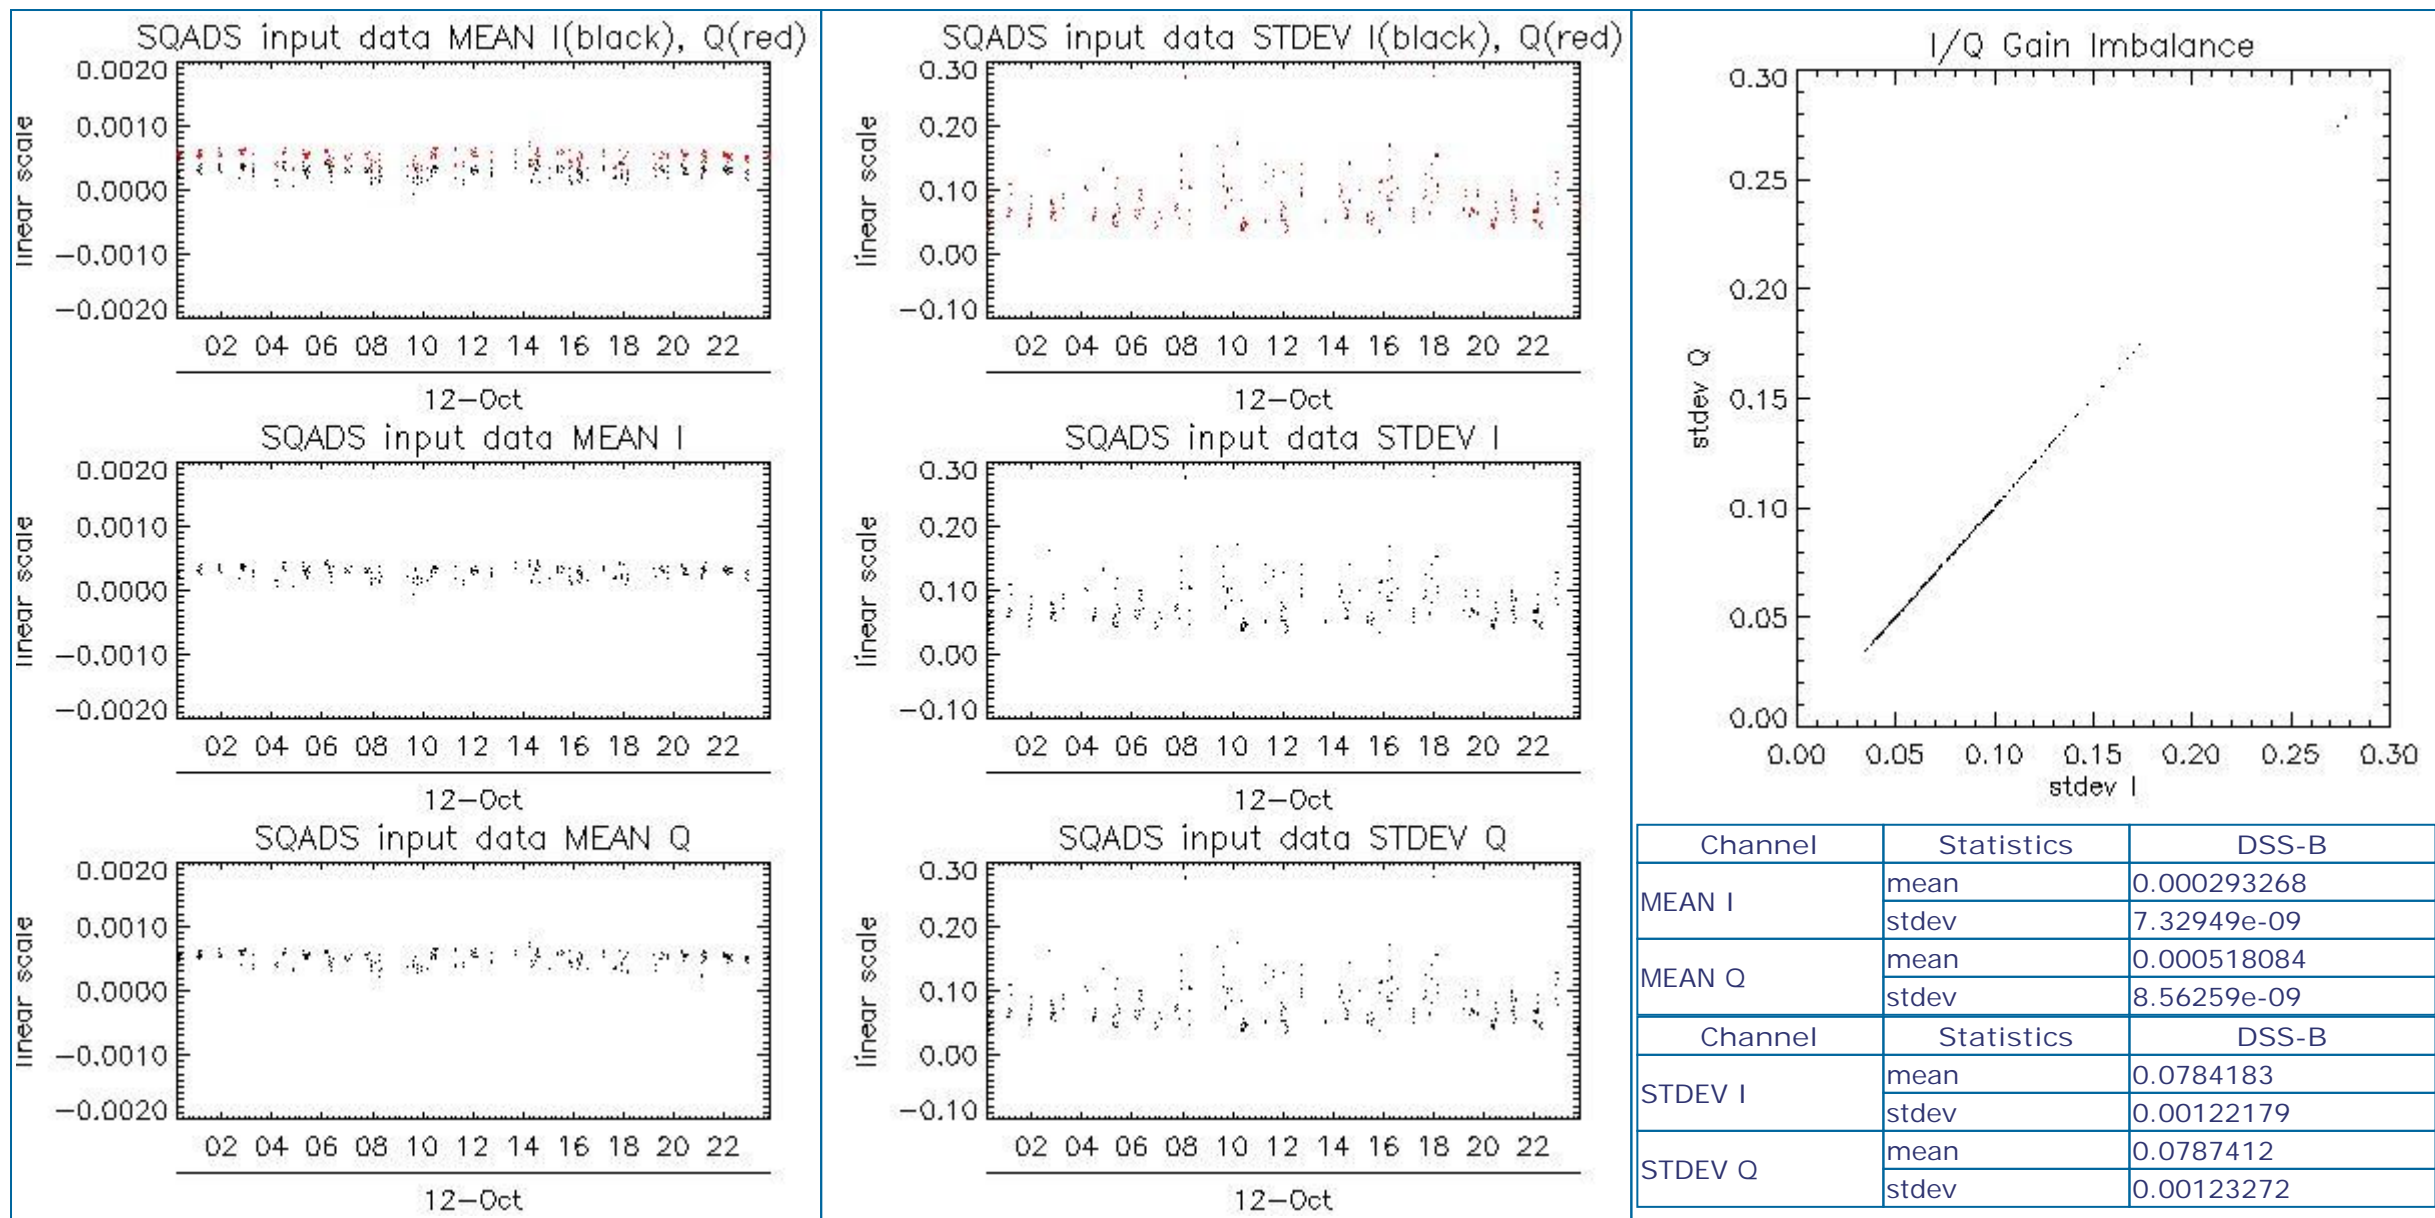 SQADS input data MEAN I(black), Q(red)
linear scale
0.0020
0.0010
0.0000
−0.0010
−0.0020
02 04 06 08 10 12 14 16 18 20 22
12−Oct
SQADS input data MEAN I
linear scale
0.0020
0.0010
0.0000
−0.0010
−0.0020
02 04 06 08 10 12 14 16 18 20 22
12−Oct
SQADS input data MEAN Q
linear scale
0.0020
0.0010
0.0000
−0.0010
−0.0020
02 04 06 08 10 12 14 16 18 20 22
12−Oct
SQADS input data STDEV I(black), Q(red)
linear scale
0.30
0.20
0.10
0.00
−0.10
02 04 06 08 10 12 14 16 18 20 22
12−Oct
SQADS input data STDEV I
linear scale
0.30
0.20
0.10
0.00
−0.10
02 04 06 08 10 12 14 16 18 20 22
12−Oct
SQADS input data STDEV Q
linear scale
0.30
0.20
0.10
0.00
−0.10
02 04 06 08 10 12 14 16 18 20 22
12−Oct
I/Q Gain Imbalance
stdev Q
0.30
0.25
0.20
0.15
0.10
0.05
0.00
0.00 0.05 0.10 0.15 0.20 0.25 0.30
stdev I
Channel Statistics DSS-B
MEAN I
mean 0.000293268
stdev 7.32949e-09
MEAN Q
mean 0.000518084
stdev 8.56259e-09
Channel Statistics DSS-B
STDEV I
mean 0.0784183
stdev 0.00122179
STDEV Q
mean 0.0787412
stdev 0.00123272